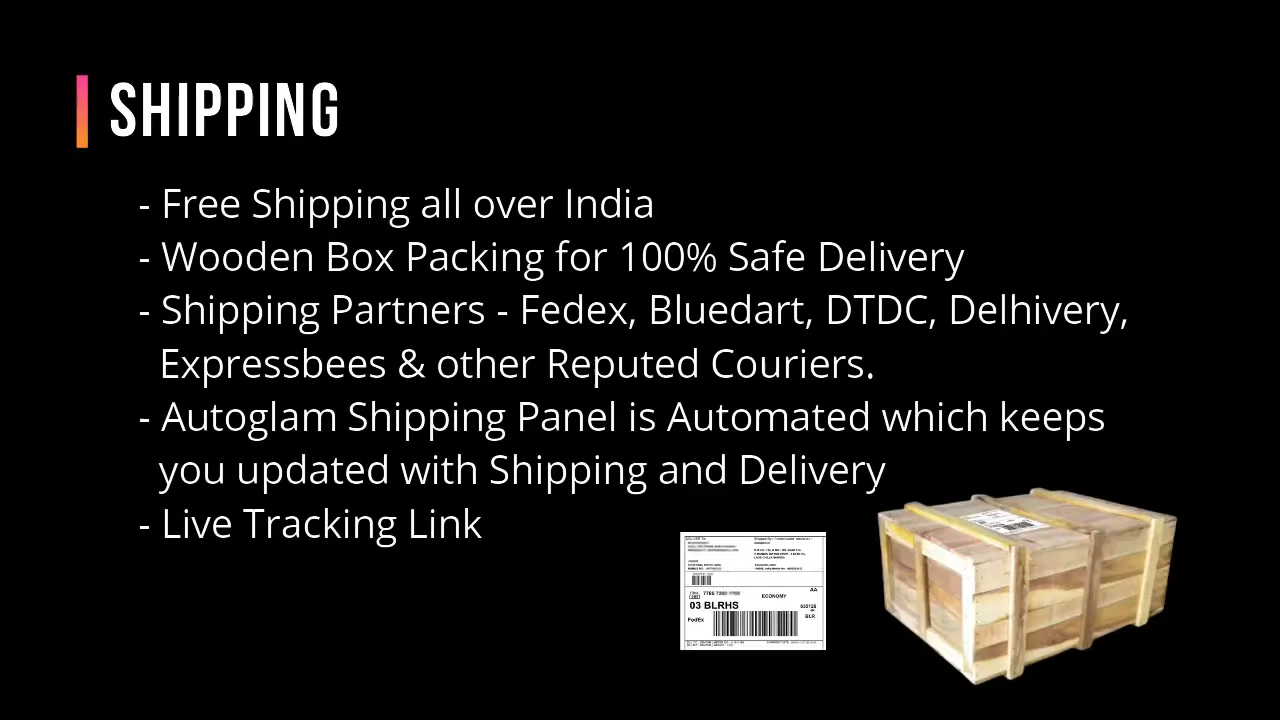 SHIPPING
- Free Shipping all over India
- Wooden Box Packing for 100% Safe Delivery
- Shipping Partners - Fedex, Bluedart, DTDC, Delhivery,
Expressbees & other Reputed Couriers.
- Autoglam Shipping Panel is Automated which keeps
you updated with Shipping and Delivery
- Live Tracking Link
AA
ECONOMY
03 BLRHS
BLR
FedEx